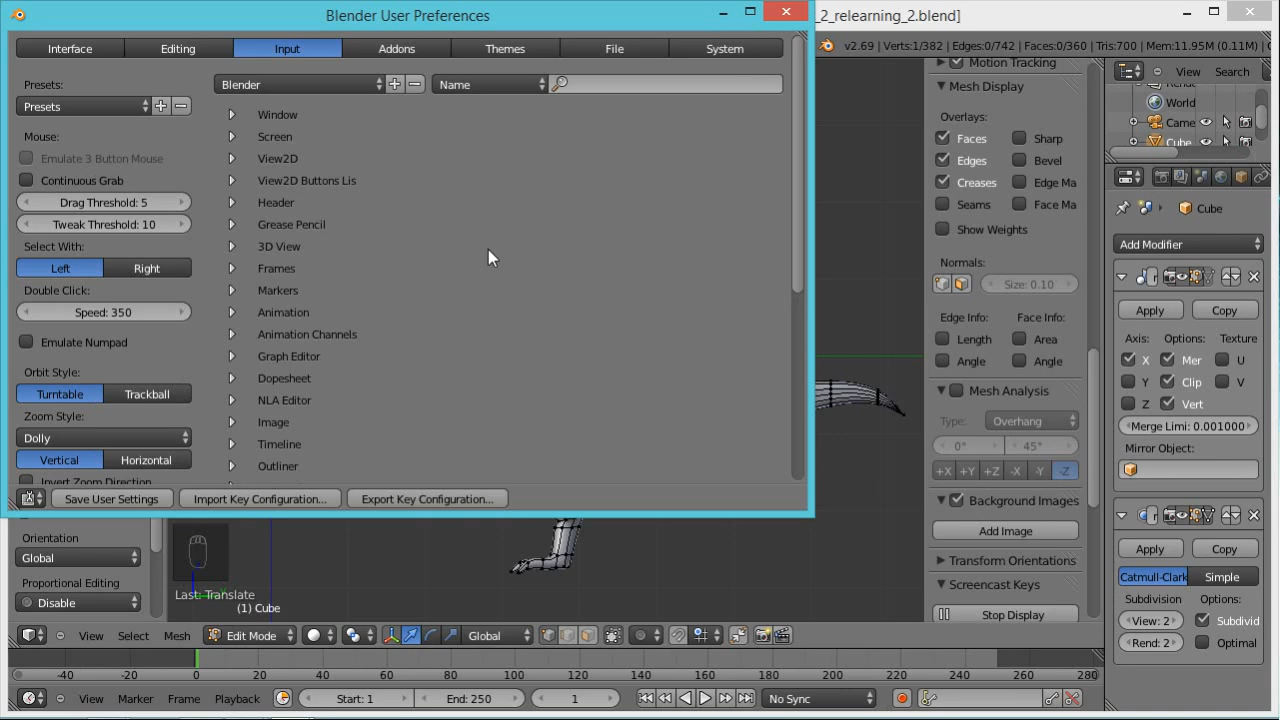 Blender User Preferences
_2_relearning_2.blend]
Interface Editing Input Addons Themes File System
v2.69 | Verts:1/382 | Edges:0/742 | Faces:0/360 | Tris:700 | Mem:11.95M (0.11M)
Presets:
Presets
Mouse:
Emulate 3 Button Mouse
Continuous Grab
Drag Threshold: 5
Tweak Threshold: 10
Select With:
Left Right
Double Click:
Speed: 350
Emulate Numpad
Orbit Style:
Turntable Trackball
Zoom Style:
Dolly
Vertical Horizontal
Invert Zoom Direction
Blender Name
Window
Screen
View2D
View2D Buttons Lis
Header
Grease Pencil
3D View
Frames
Markers
Animation
Animation Channels
Graph Editor
Dopesheet
NLA Editor
Image
Timeline
Outliner
Save User Settings Import Key Configuration... Export Key Configuration...
Motion Tracking
Mesh Display
Overlays:
Faces Sharp
Edges Bevel
Creases Edge Ma
Seams Face Ma
Show Weights
Normals:
Size: 0.10
Edge Info: Face Info:
Length Area
Angle Angle
Mesh Analysis
Type: Overhang
0° 45°
+X +Y +Z -X -Y -Z
Background Images
Add Image
Transform Orientations
Screencast Keys
Stop Display
View Search
World
Came
Cube
Cube
Add Modifier
Apply Copy
Axis: Options: Texture
X Mer U
Y Clip V
Z Vert
Merge Limi: 0.001000
Mirror Object:
Apply Copy
Catmull-Clark Simple
Subdivision Options:
View: 2 Subdivid
Rend: 2 Optimal
Orientation
Global
Proportional Editing
Disable
Last: Translate
(1) Cube
View Select Mesh Edit Mode Global
-40 -20 0 20 40 60 80 100 120 140 160 180 200 220 240 260 280
View Marker Frame Playback Start: 1 End: 250 1 No Sync